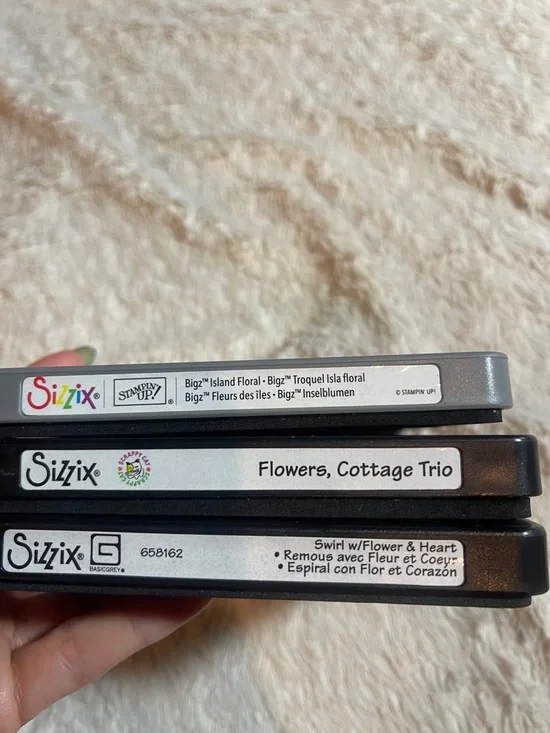 Sizzix®
STAMPIN' UP!®
Bigz™ Island Floral • Bigz™ Troquel Isla floral
Bigz™ Fleurs des îles • Bigz™ Inselblumen
© STAMPIN' UP!
Sizzix®
SCRAPPY CAT SCRAPPY CAT
Flowers, Cottage Trio
Sizzix®
G
BASICGREY®
658162
Swirl w/Flower & Heart
• Remous avec Fleur et Coeur
• Espiral con Flor et Corazón